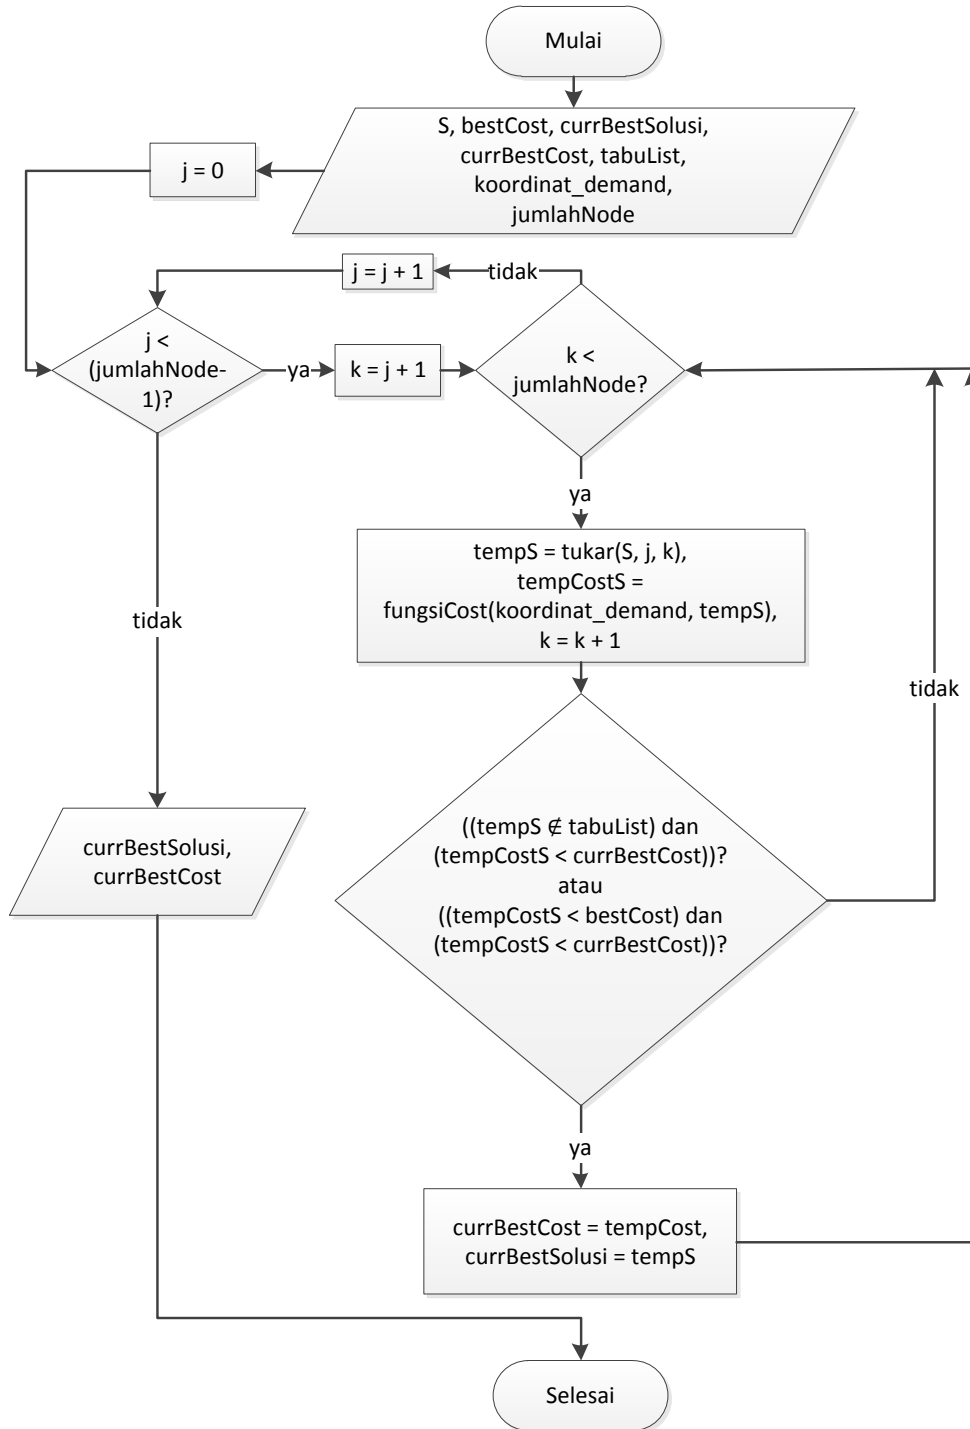 Mulai
S, bestCost, currBestSolusi,
currBestCost, tabuList,
koordinat_demand,
jumlahNode
j = 0
j = j + 1
tidak
j <
(jumlahNode-
1)?
ya
k = j + 1
k <
jumlahNode?
ya
tempS = tukar(S, j, k),
tempCostS =
fungsiCost(koordinat_demand, tempS),
k = k + 1
tidak
tidak
((tempS ∉ tabuList) dan
(tempCostS < currBestCost))?
atau
((tempCostS < bestCost) dan
(tempCostS < currBestCost))?
currBestSolusi,
currBestCost
ya
currBestCost = tempCost,
currBestSolusi = tempS
Selesai